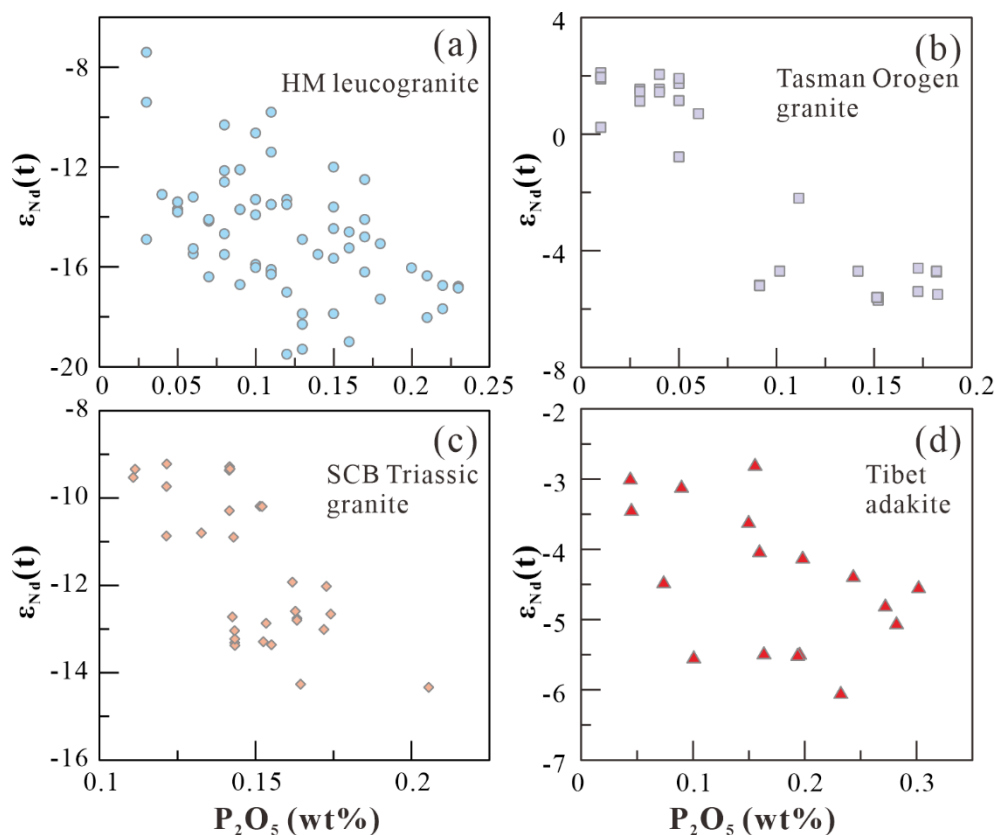 (a)
HM leucogranite
εNd(t)
-8
-12
-16
-20
0.05
0.1
0.15
0.2
0.25
(b)
Tasman Orogen
granite
εNd(t)
4
0
-4
-8
0.05
0.1
0.15
0.2
(c)
SCB Triassic
granite
εNd(t)
-8
-10
-12
-14
-16
0.1
0.15
0.2
P₂O₅ (wt%)
(d)
Tibet
adakite
εNd(t)
-2
-3
-4
-5
-6
-7
0.1
0.2
0.3
P₂O₅ (wt%)